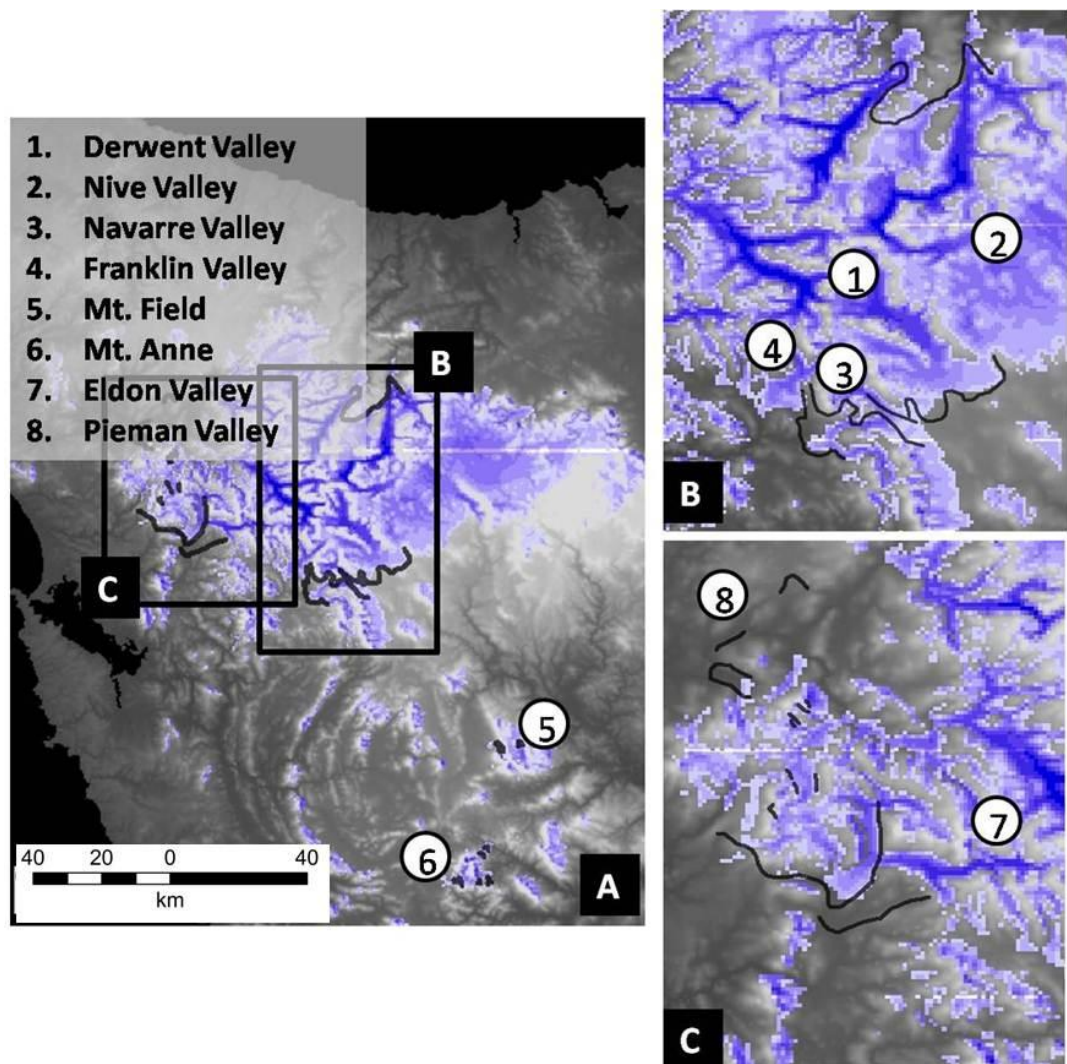 1. Derwent Valley
2. Nive Valley
3. Navarre Valley
4. Franklin Valley
5. Mt. Field
6. Mt. Anne
7. Eldon Valley
8. Pieman Valley
B
C
5
6
40 20 0 40
km
A
2
1
4
3
B
8
7
C